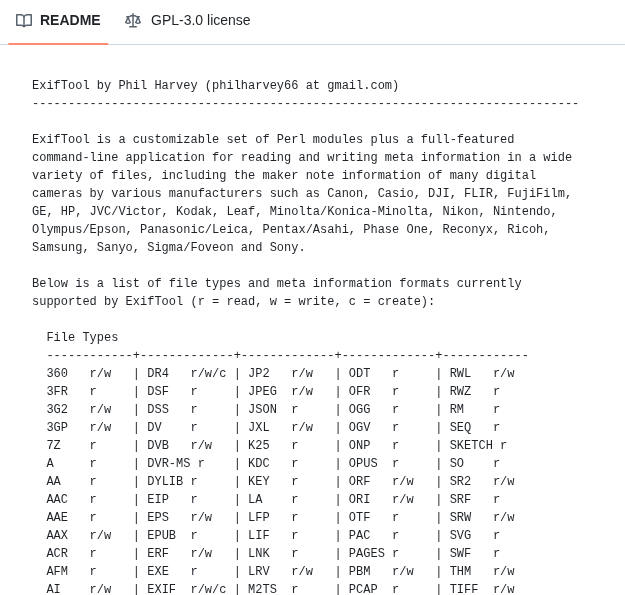 README GPL-3.0 license
ExifTool by Phil Harvey (philharvey66 at gmail.com)
----------------------------------------------------------------------------
ExifTool is a customizable set of Perl modules plus a full-featured
command-line application for reading and writing meta information in a wide
variety of files, including the maker note information of many digital
cameras by various manufacturers such as Canon, Casio, DJI, FLIR, FujiFilm,
GE, HP, JVC/Victor, Kodak, Leaf, Minolta/Konica-Minolta, Nikon, Nintendo,
Olympus/Epson, Panasonic/Leica, Pentax/Asahi, Phase One, Reconyx, Ricoh,
Samsung, Sanyo, Sigma/Foveon and Sony.
Below is a list of file types and meta information formats currently
supported by ExifTool (r = read, w = write, c = create):
  File Types
  ------------+-------------+-------------+-------------+------------
  360   r/w   | DR4   r/w/c | JP2   r/w   | ODT   r     | RWL   r/w
  3FR   r     | DSF   r     | JPEG  r/w   | OFR   r     | RWZ   r
  3G2   r/w   | DSS   r     | JSON  r     | OGG   r     | RM    r
  3GP   r/w   | DV    r     | JXL   r/w   | OGV   r     | SEQ   r
  7Z    r     | DVB   r/w   | K25   r     | ONP   r     | SKETCH r
  A     r     | DVR-MS r    | KDC   r     | OPUS  r     | SO    r
  AA    r     | DYLIB r     | KEY   r     | ORF   r/w   | SR2   r/w
  AAC   r     | EIP   r     | LA    r     | ORI   r/w   | SRF   r
  AAE   r     | EPS   r/w   | LFP   r     | OTF   r     | SRW   r/w
  AAX   r/w   | EPUB  r     | LIF   r     | PAC   r     | SVG   r
  ACR   r     | ERF   r/w   | LNK   r     | PAGES r     | SWF   r
  AFM   r     | EXE   r     | LRV   r/w   | PBM   r/w   | THM   r/w
  AI    r/w   | EXIF  r/w/c | M2TS  r     | PCAP  r     | TIFF  r/w